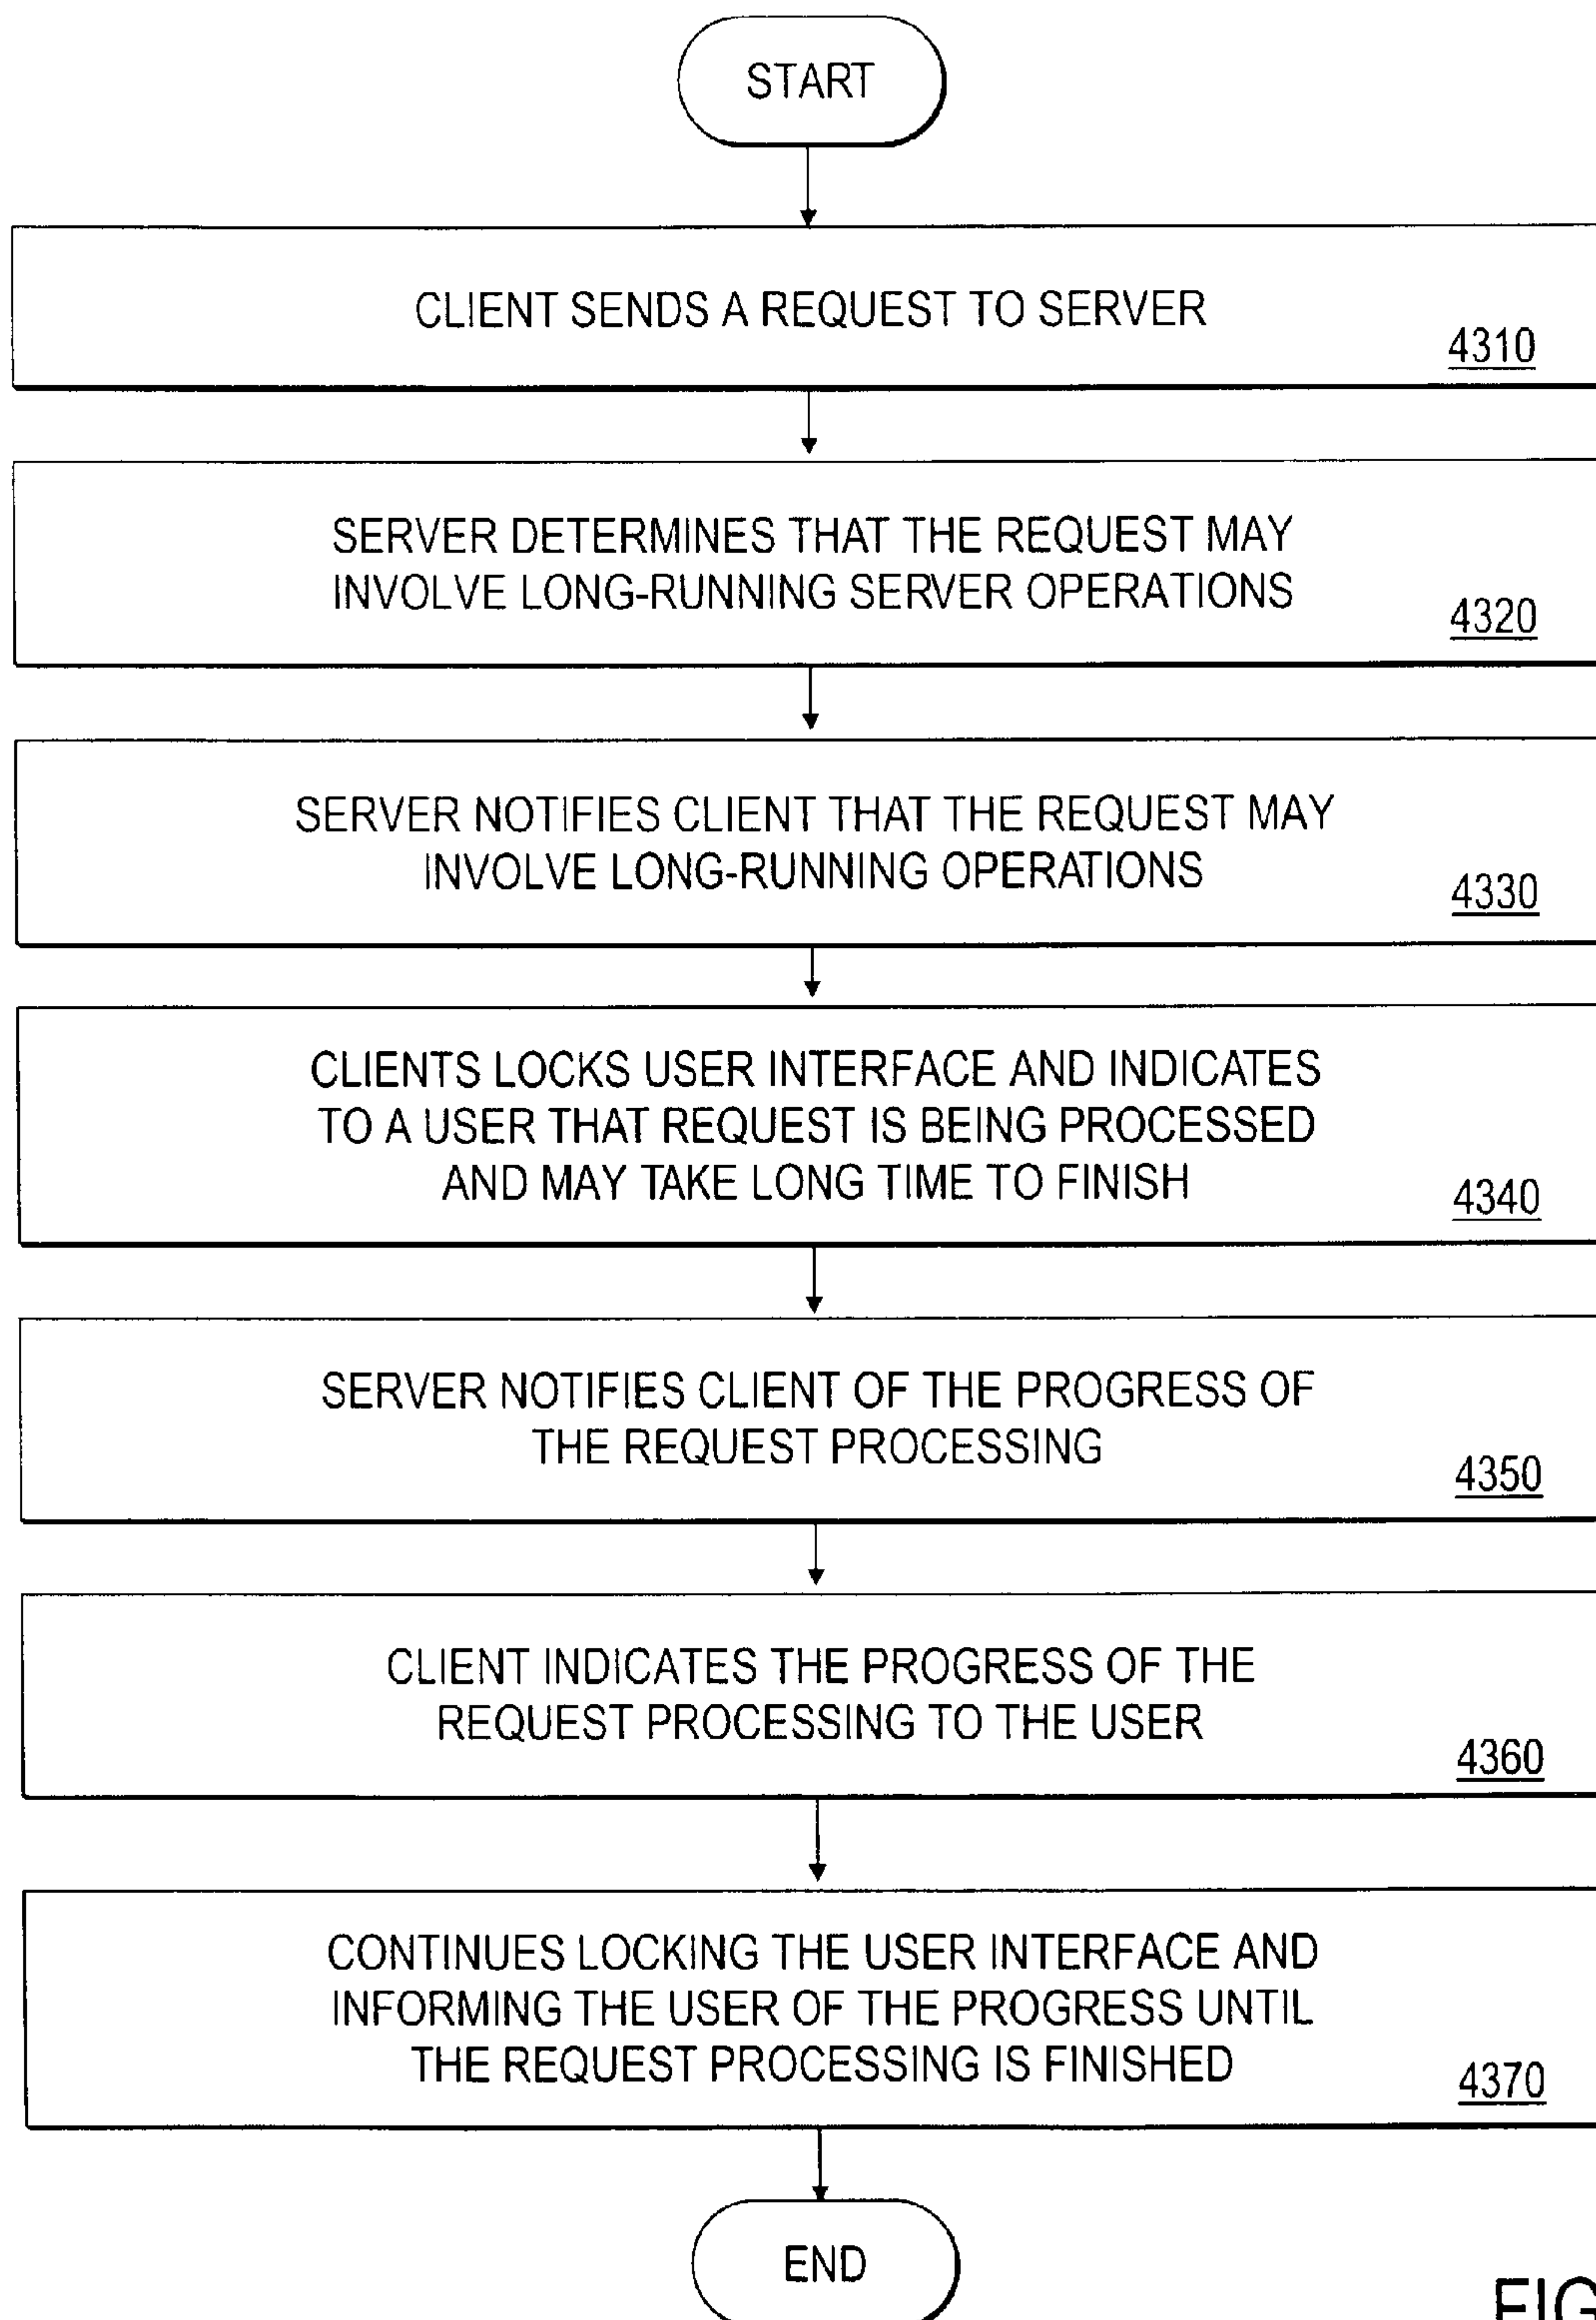 START
CLIENT SENDS A REQUEST TO SERVER
4310
SERVER DETERMINES THAT THE REQUEST MAY
INVOLVE LONG-RUNNING SERVER OPERATIONS
4320
SERVER NOTIFIES CLIENT THAT THE REQUEST MAY
INVOLVE LONG-RUNNING OPERATIONS
4330
CLIENTS LOCKS USER INTERFACE AND INDICATES
TO A USER THAT REQUEST IS BEING PROCESSED
AND MAY TAKE LONG TIME TO FINISH
4340
SERVER NOTIFIES CLIENT OF THE PROGRESS OF
THE REQUEST PROCESSING
4350
CLIENT INDICATES THE PROGRESS OF THE
REQUEST PROCESSING TO THE USER
4360
CONTINUES LOCKING THE USER INTERFACE AND
INFORMING THE USER OF THE PROGRESS UNTIL
THE REQUEST PROCESSING IS FINISHED
4370
END
FIG